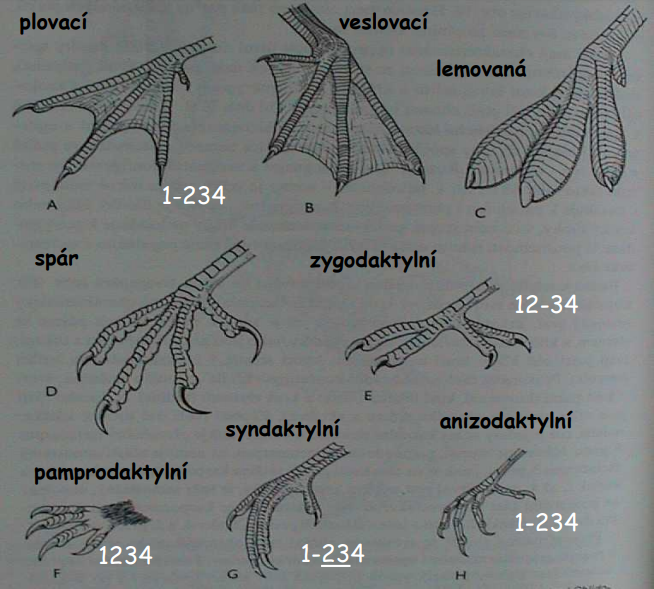 plovací
veslovací
lemovaná
A
1-234
B
C
spár
zygodaktylní
12-34
D
E
syndaktylní
anizodaktylní
pamprodaktylní
1234
1-234
1-234
F
G
H